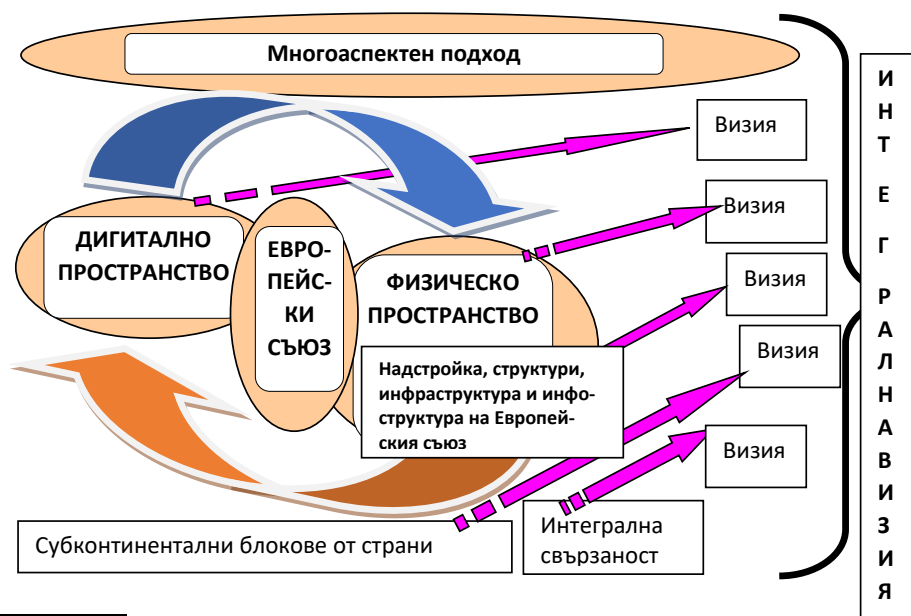 Многоаспектен подход
Визия
Визия
ДИГИТАЛНО
ПРОСТРАНСТВО
ЕВРО-
ПЕЙС-
КИ
СЪЮЗ
ФИЗИЧЕСКО
ПРОСТРАНСТВО
Визия
Визия
Надстройка, структури,
инфраструктура и инфо-
структура на Европей-
ския съюз
Визия
Субконтинентални блокове от страни
Интегрална
свързаност
И
Н
Т
Е
Г
Р
А
Л
Н
А
В
И
З
И
Я